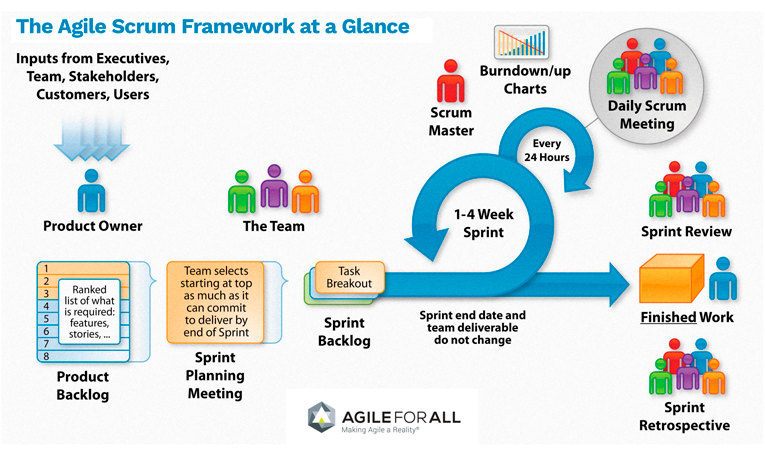 The Agile Scrum Framework at a Glance
Inputs from Executives,
Team, Stakeholders,
Customers, Users
Product Owner
The Team
Scrum
Master
Burndown/up
Charts
Daily Scrum
Meeting
Every
24 Hours
1-4 Week
Sprint
Sprint Review
1
2
3
4
5
6
7
8
Ranked
list of what
is required:
features,
stories, ...
Product
Backlog
Team selects
starting at top
as much as it
can commit
to deliver by
end of Sprint
Sprint
Planning
Meeting
Task
Breakout
Sprint
Backlog
Sprint end date and
team deliverable
do not change
Finished Work
Sprint
Retrospective
AGILE FOR ALL
Making Agile a Reality®